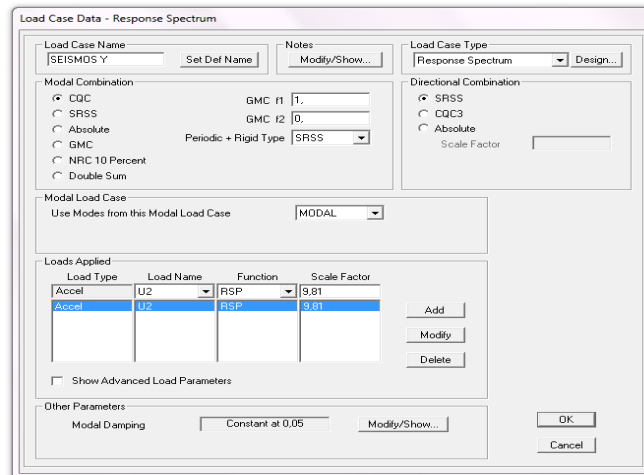 Load Case Data - Response Spectrum
Load Case Name
Notes
Load Case Type
SEISMOS Y
Set Def Name
Modify/Show...
Response Spectrum
Design...
Modal Combination
Directional Combination
CQC
GMC f1
1,
SRSS
SRSS
GMC f2
0,
CQC3
Absolute
Periodic + Rigid Type
SRSS
Absolute
GMC
Scale Factor
NRC 10 Percent
Double Sum
Modal Load Case
Use Modes from this Modal Load Case
MODAL
Loads Applied
Load Type
Load Name
Function
Scale Factor
Accel
U2
RSP
9,81
Accel
U2
RSP
9,81
Add
Modify
Delete
Show Advanced Load Parameters
Other Parameters
Modal Damping
Constant at 0,05
Modify/Show...
OK
Cancel